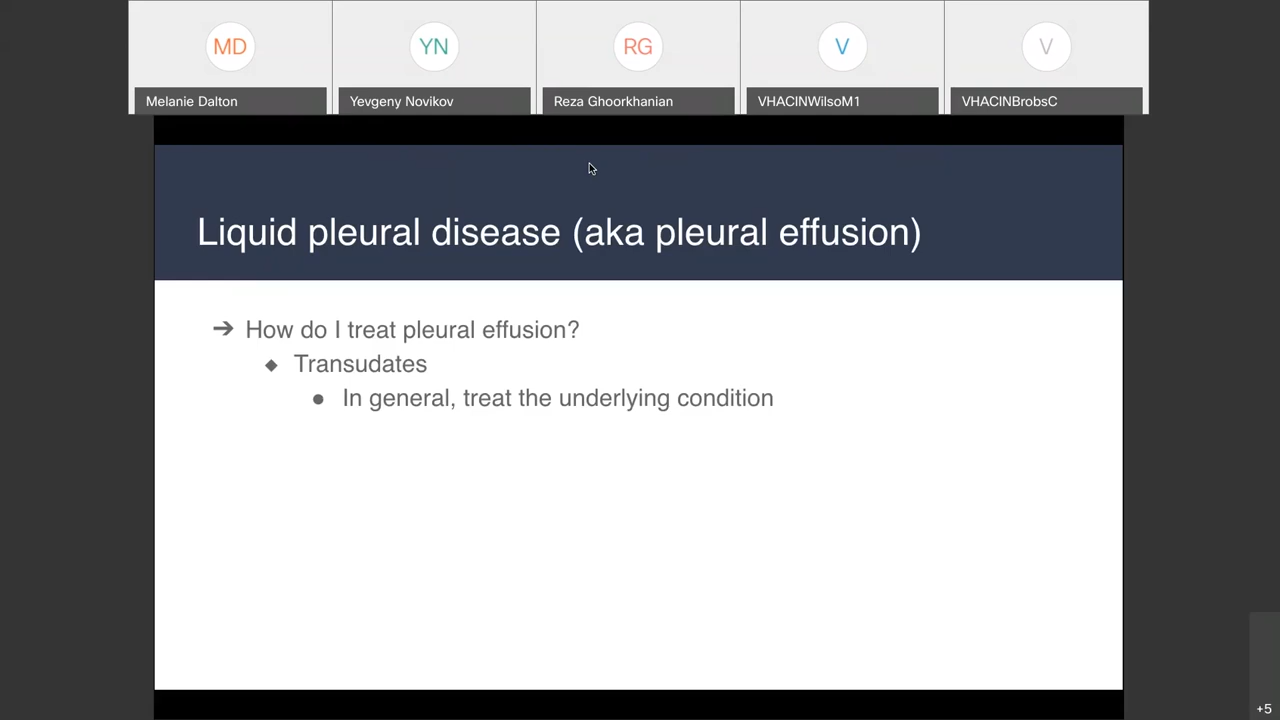 MD
YN
RG
V
V
Melanie Dalton
Yevgeny Novikov
Reza Ghoorkhanian
VHACINWilsoM1
VHACINBrobsC
Liquid pleural disease (aka pleural effusion)
➔ How do I treat pleural effusion?
◆ Transudates
● In general, treat the underlying condition
+5